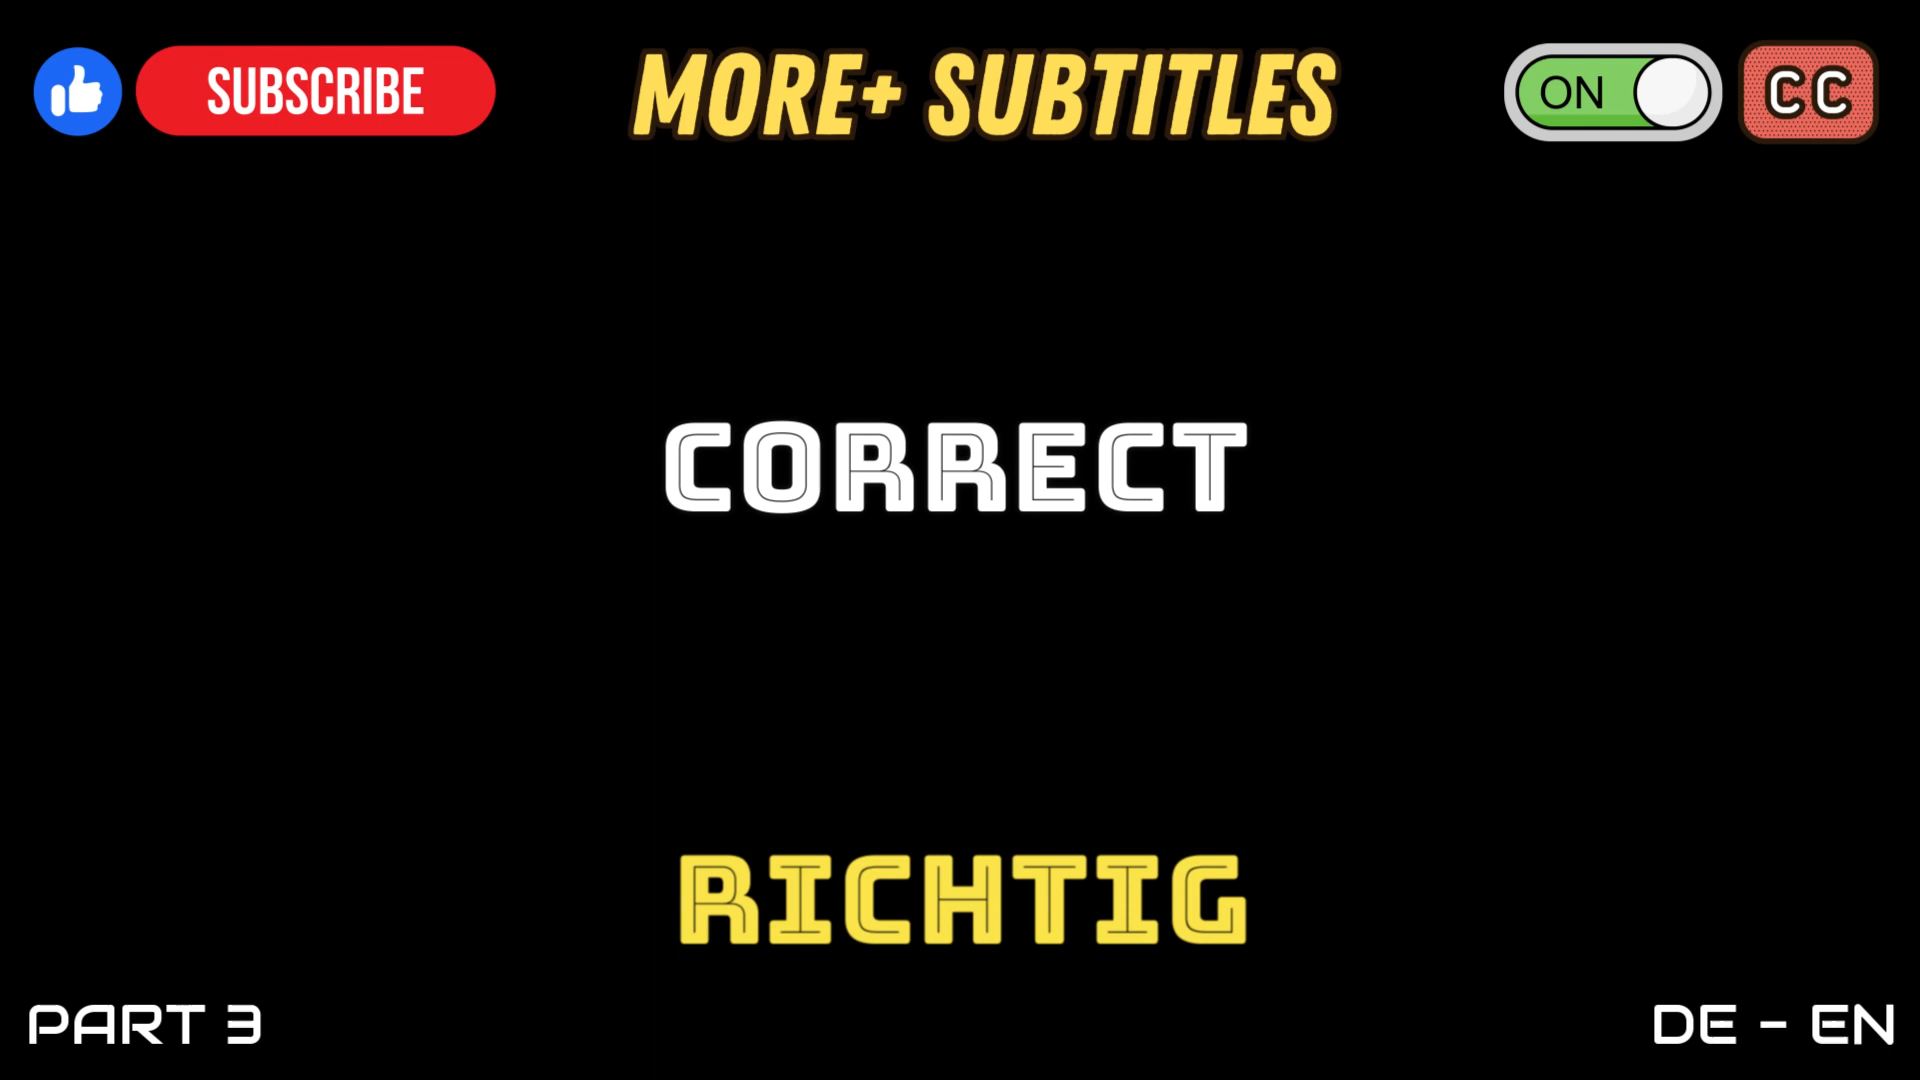 SUBSCRIBE
MORE+ SUBTITLES
ON
CC
CORRECT
RICHTIG
PART 3
DE - EN